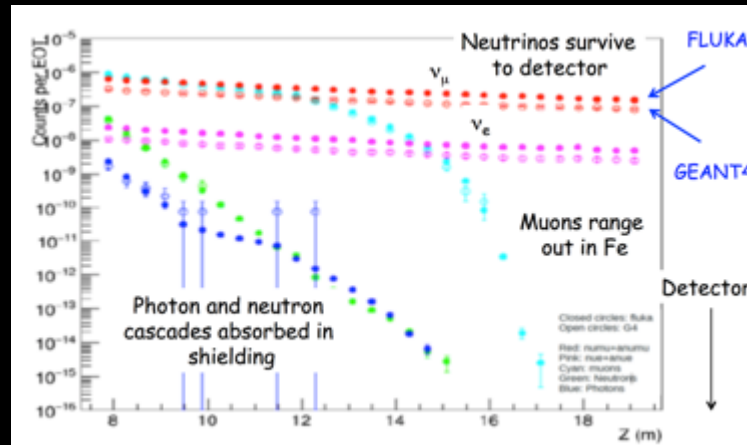 Counts per EOT
10⁻⁵
10⁻⁶
10⁻⁷
10⁻⁸
10⁻⁹
10⁻¹⁰
10⁻¹¹
10⁻¹²
10⁻¹³
10⁻¹⁴
10⁻¹⁵
10⁻¹⁶
Neutrinos survive
to detector
FLUKA
νμ
νe
GEANT4
Muons range
out in Fe
Photon and neutron
cascades absorbed in
shielding
Detector
Closed circles: fluka
Open circles: G4
Red: numu+anumu
Pink: nue+anue
Cyan: muons
Green: Neutrons
Blue: Photons
8
10
12
14
16
18
Z (m)